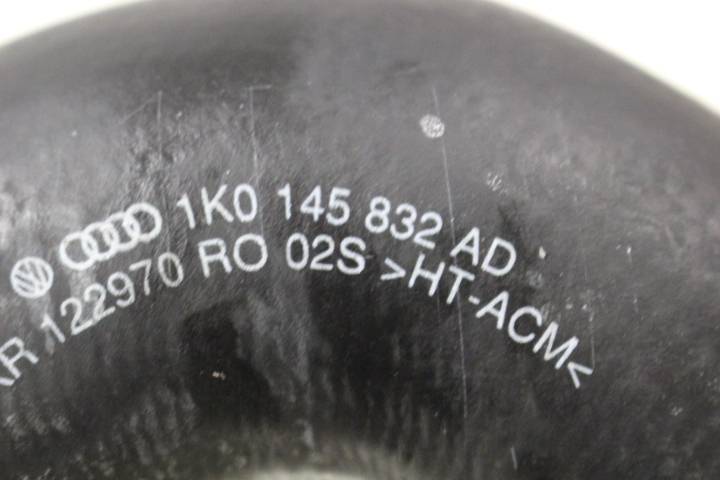 1K0 145 832 AD
122970 RO 02S >HT-ACM<